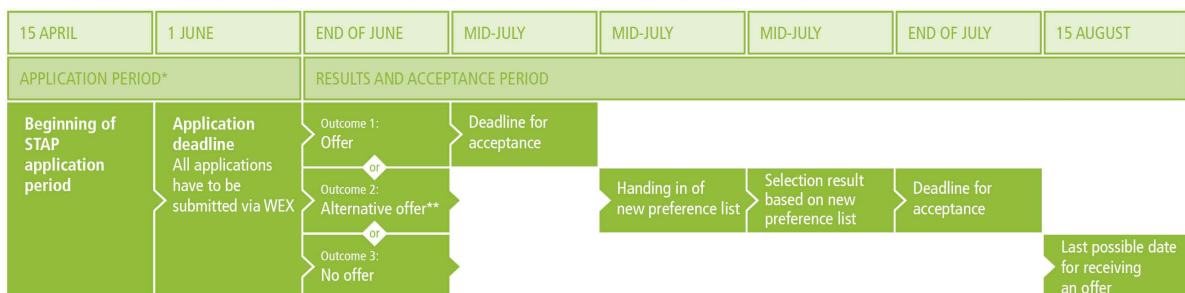 15 APRIL
1 JUNE
END OF JUNE
MID-JULY
MID-JULY
MID-JULY
END OF JULY
15 AUGUST
APPLICATION PERIOD*
RESULTS AND ACCEPTANCE PERIOD
Beginning of
STAP
application
period
Application
deadline
All applications
have to be
submitted via WEX
Outcome 1:
Offer
Deadline for
acceptance
or
Outcome 2:
Alternative offer**
Handing in of
new preference list
Selection result
based on new
preference list
Deadline for
acceptance
or
Outcome 3:
No offer
Last possible date
for receiving
an offer